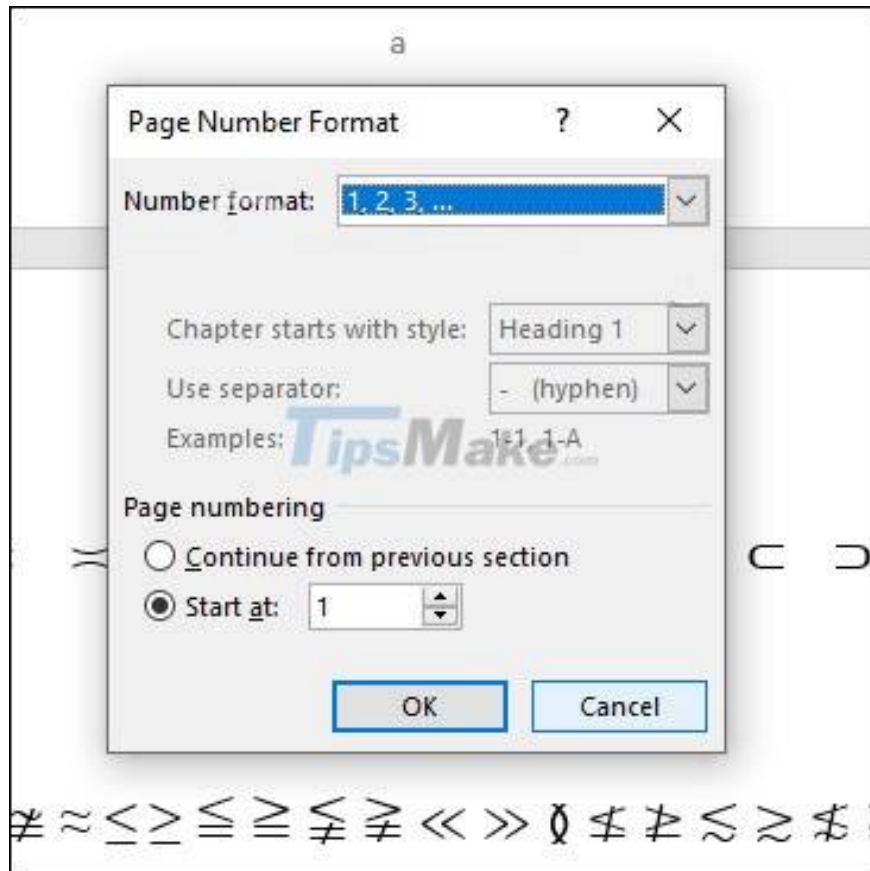 a
Page Number Format ? ×
Number format: 1, 2, 3, ...
Chapter starts with style: Heading 1
Use separator: - (hyphen)
Examples: 1-1, 1-A
TipsMake.com
Page numbering
Continue from previous section
Start at: 1
⊂ ⊃
OK Cancel
≈ ≤ ≥ ≦ ≧ ≨ ≩ ≪ ≫ ≬ ≮ ≯ ≲ ≳